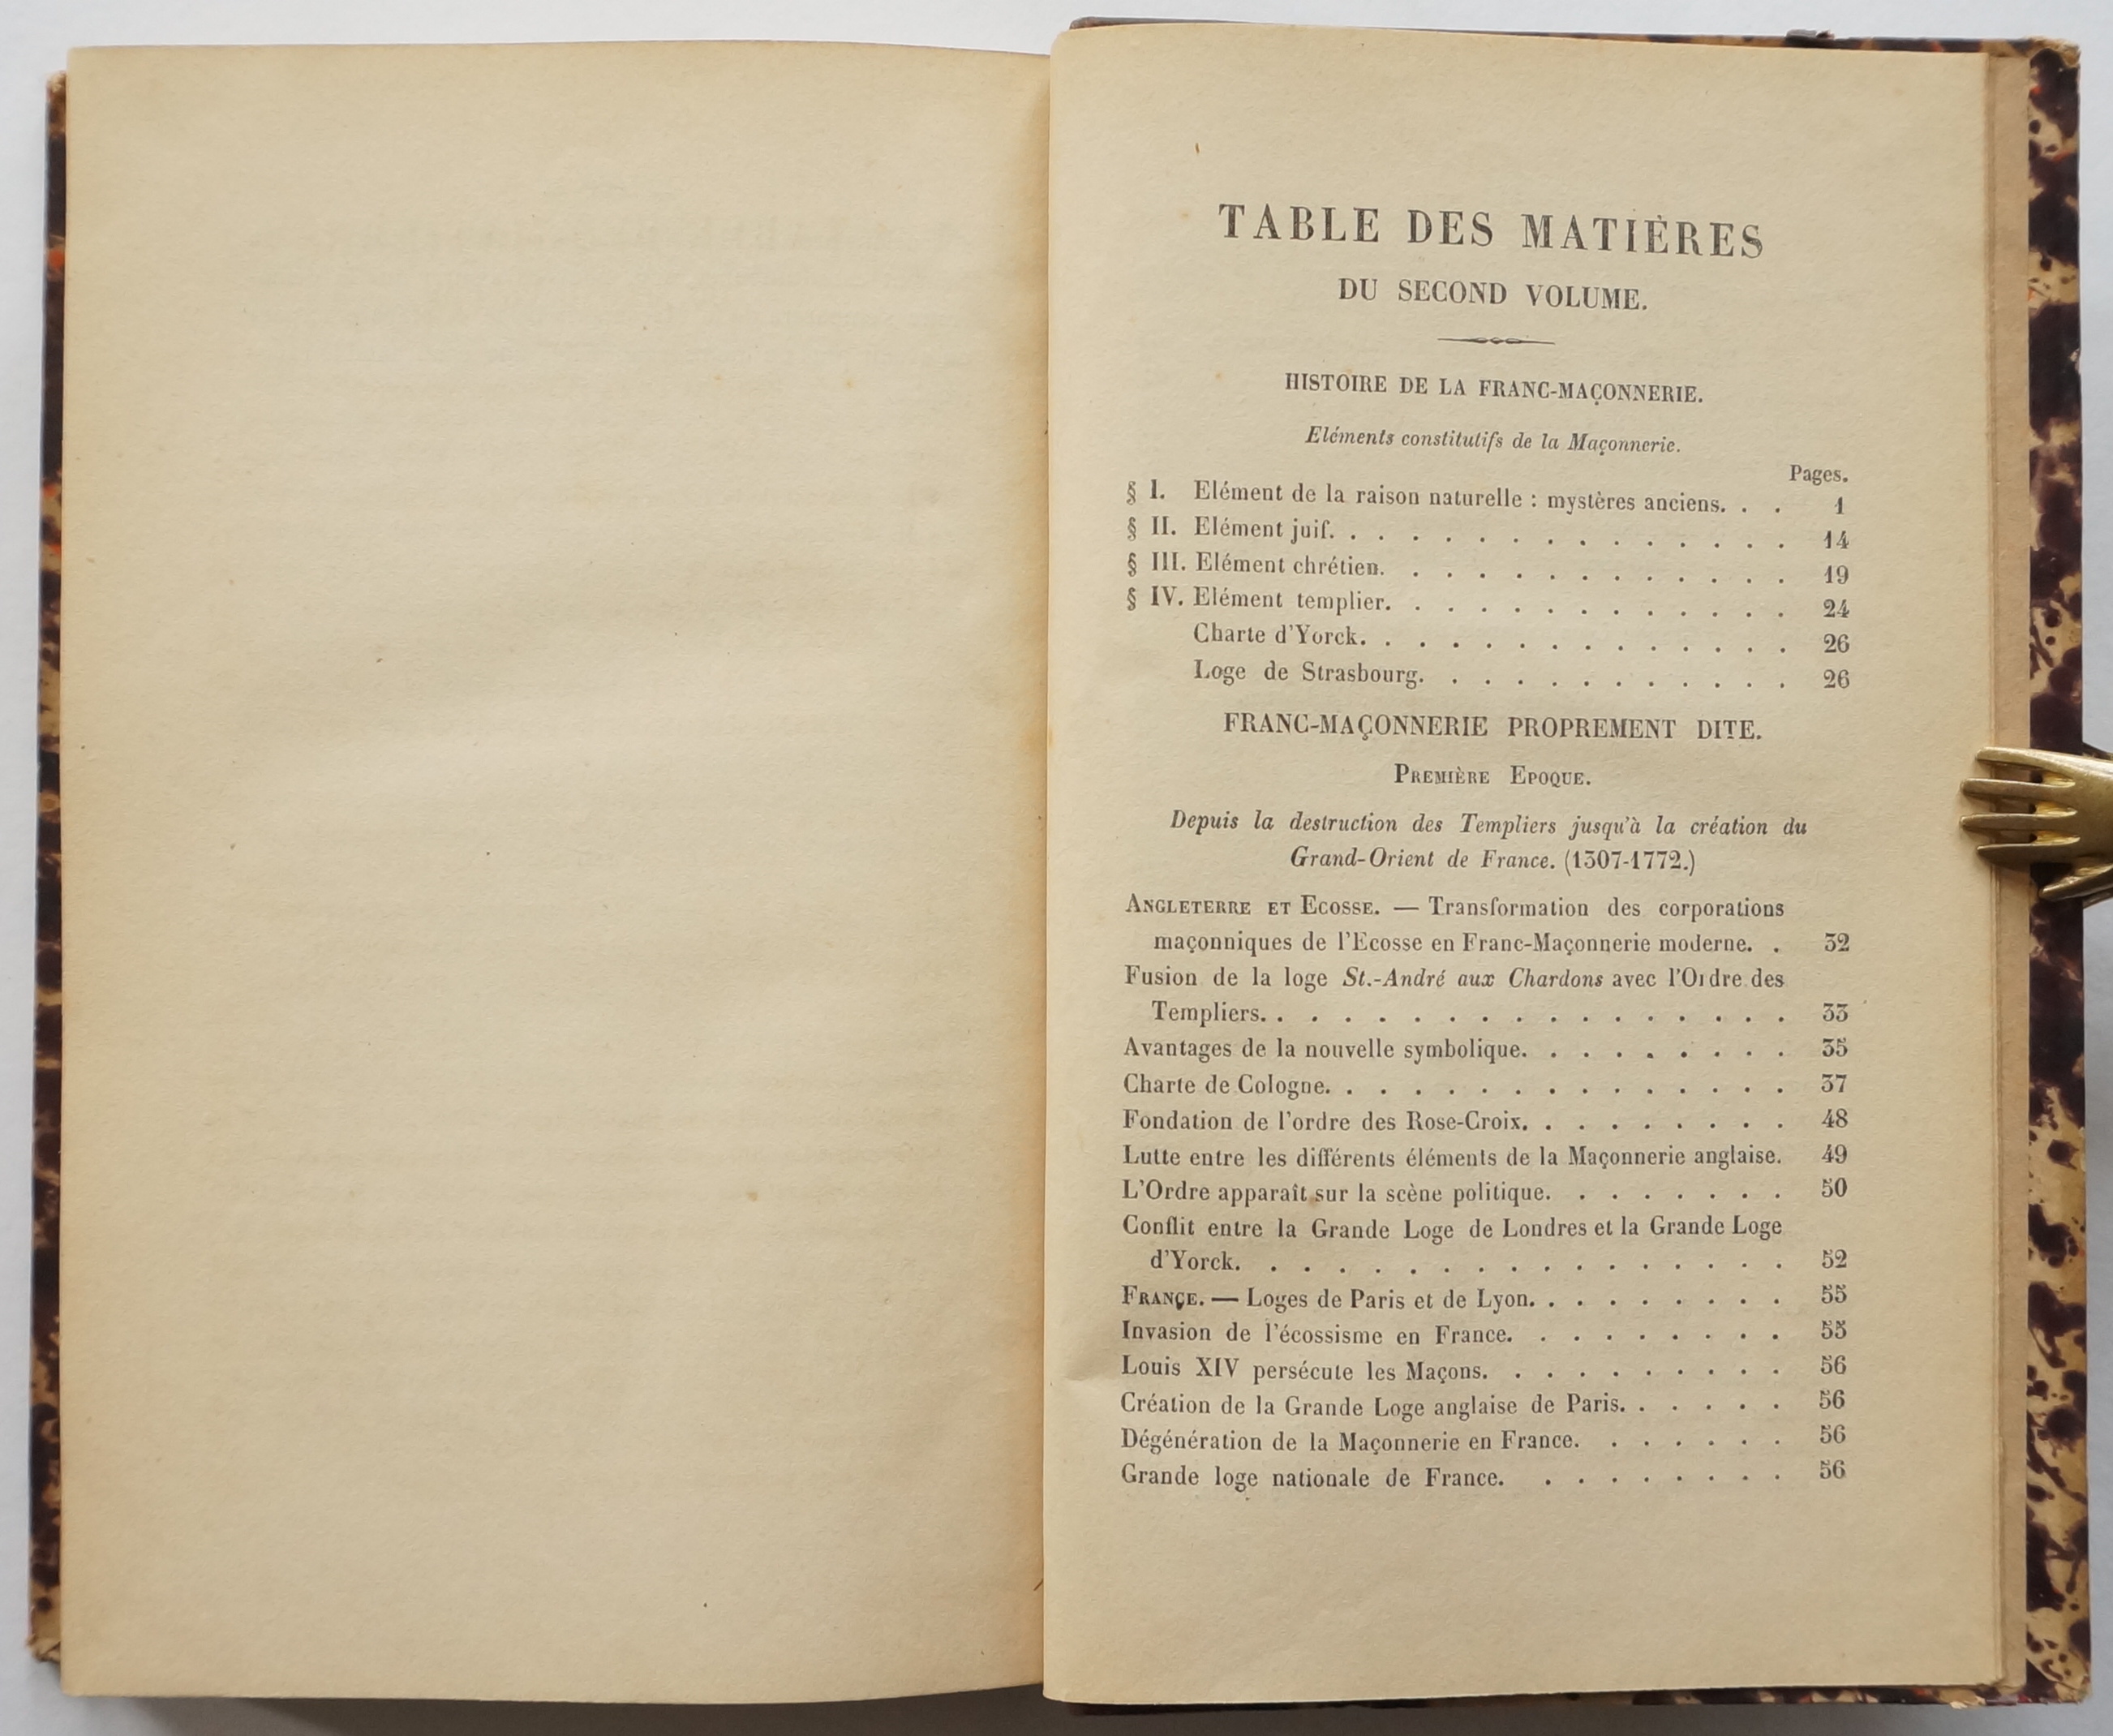 TABLE DES MATIÈRES
DU SECOND VOLUME.
HISTOIRE DE LA FRANC-MAÇONNERIE.
Eléments constitutifs de la Maçonnerie.
Pages.
§ I. Elément de la raison naturelle : mystères anciens. . . 1
§ II. Elément juif. . . . . . . . . . . . . . . 14
§ III. Elément chrétien. . . . . . . . . . . . . 19
§ IV. Elément templier. . . . . . . . . . . . . 24
Charte d'Yorck. . . . . . . . . . . . . . 26
Loge de Strasbourg. . . . . . . . . . . . 26
FRANC-MAÇONNERIE PROPREMENT DITE.
PREMIÈRE EPOQUE.
Depuis la destruction des Templiers jusqu'à la création du
Grand-Orient de France. (1307-1772.)
ANGLETERRE ET ECOSSE. — Transformation des corporations
maçonniques de l'Ecosse en Franc-Maçonnerie moderne. . 32
Fusion de la loge St.-André aux Chardons avec l'Ordre des
Templiers. . . . . . . . . . . . . . . . . 33
Avantages de la nouvelle symbolique. . . . . . . . . 35
Charte de Cologne. . . . . . . . . . . . . . . 37
Fondation de l'ordre des Rose-Croix. . . . . . . . . 48
Lutte entre les différents éléments de la Maçonnerie anglaise. 49
L'Ordre apparaît sur la scène politique. . . . . . . . 50
Conflit entre la Grande Loge de Londres et la Grande Loge
d'Yorck. . . . . . . . . . . . . . . . . 52
FRANCE. — Loges de Paris et de Lyon. . . . . . . . . 55
Invasion de l'écossisme en France. . . . . . . . . 55
Louis XIV persécute les Maçons. . . . . . . . . . 56
Création de la Grande Loge anglaise de Paris. . . . . . 56
Dégénération de la Maçonnerie en France. . . . . . . 56
Grande loge nationale de France. . . . . . . . . 56